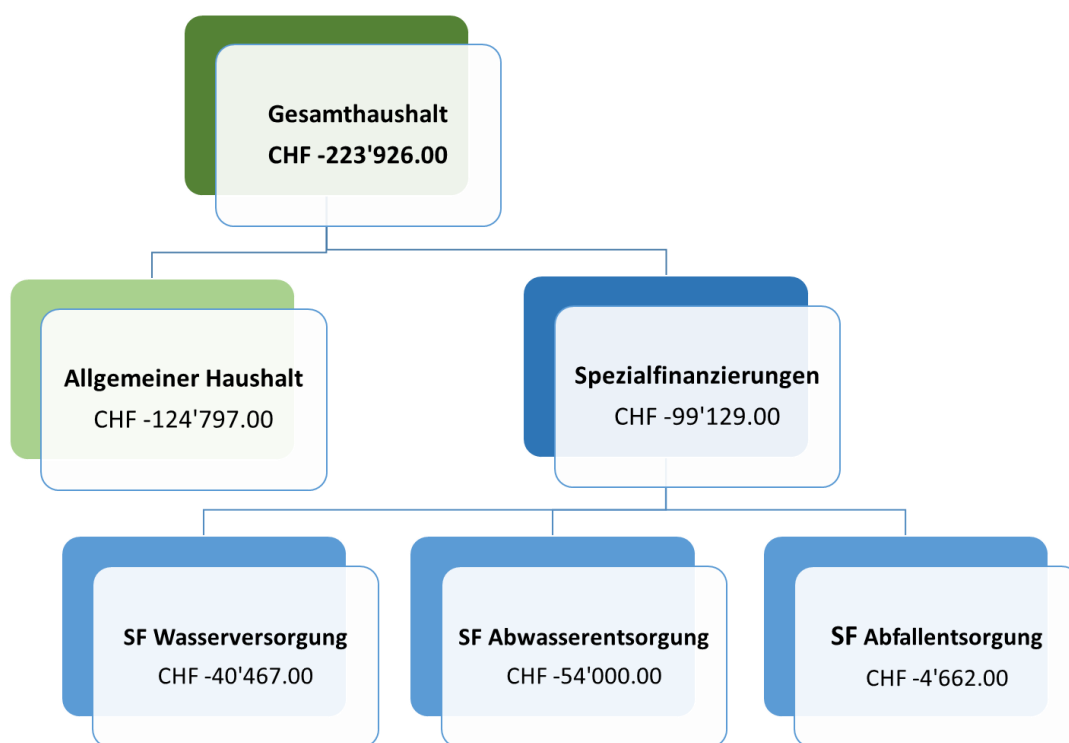 Gesamthaushalt
CHF -223'926.00
Allgemeiner Haushalt
CHF -124'797.00
Spezialfinanzierungen
CHF -99'129.00
SF Wasserversorgung
CHF -40'467.00
SF Abwasserentsorgung
CHF -54'000.00
SF Abfallentsorgung
CHF -4'662.00